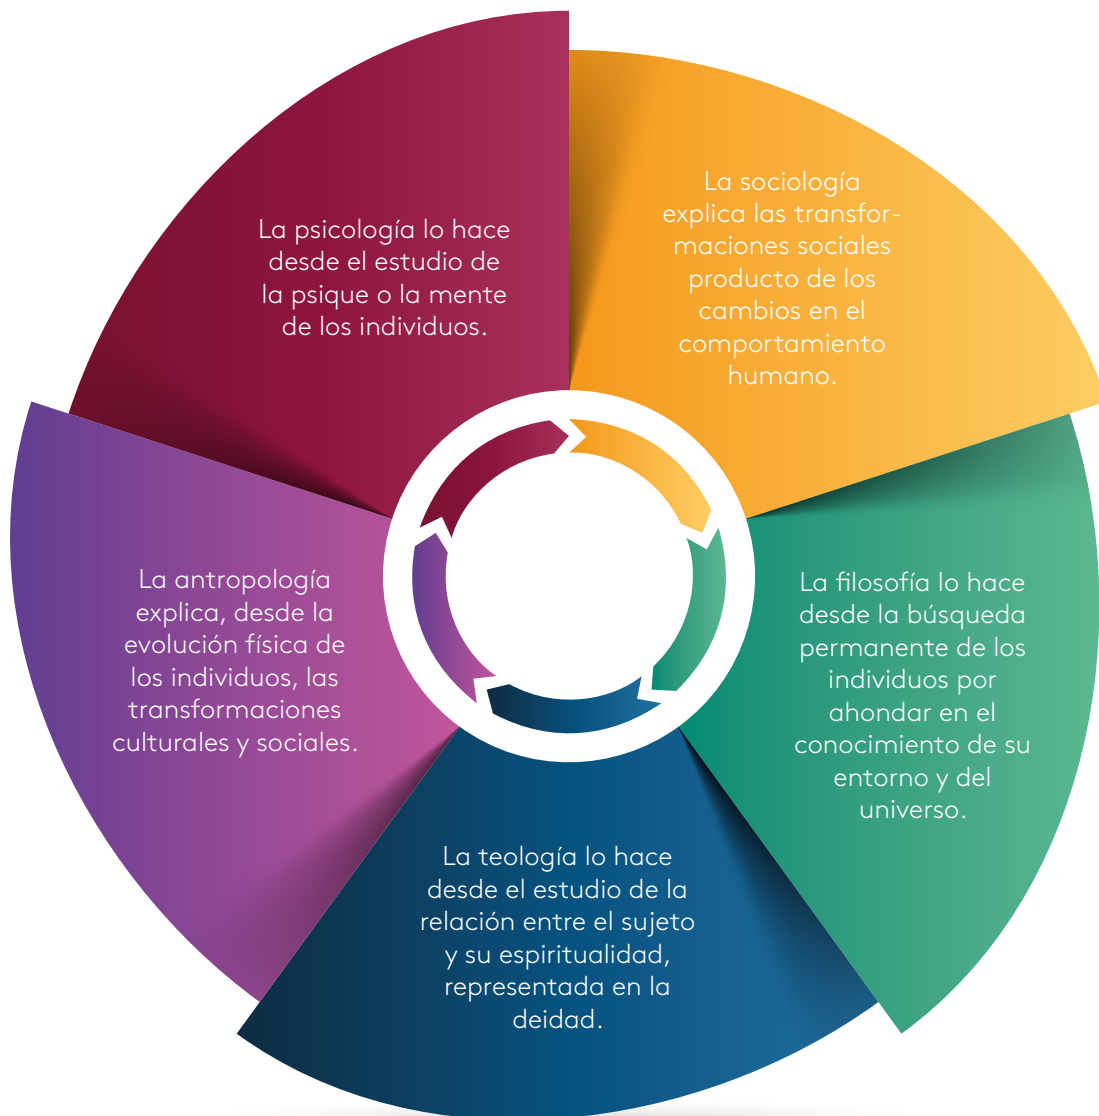 La sociología
explica las transfor-
maciones sociales
producto de los
cambios en el
comportamiento
humano.
La filosofía lo hace
desde la búsqueda
permanente de los
individuos por
ahondar en el
conocimiento de su
entorno y del
universo.
La teología lo hace
desde el estudio de la
relación entre el sujeto
y su espiritualidad,
representada en la
deidad.
La antropología
explica, desde la
evolución física de
los individuos, las
transformaciones
culturales y sociales.
La psicología lo hace
desde el estudio de
la psique o la mente
de los individuos.